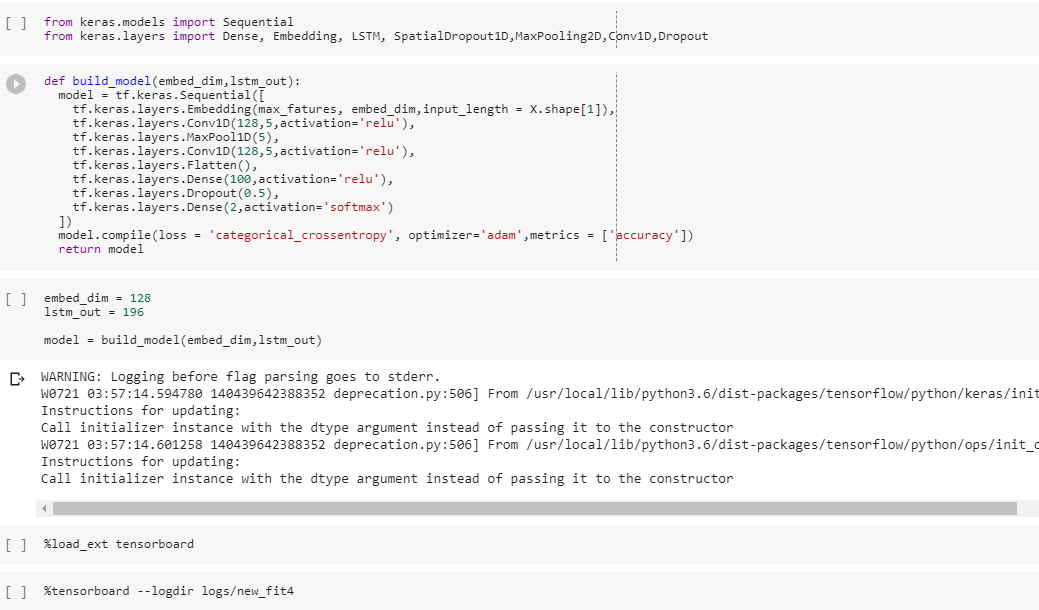 [ ] from keras.models import Sequential
from keras.layers import Dense, Embedding, LSTM, SpatialDropout1D,MaxPooling2D,Conv1D,Dropout
def build_model(embed_dim,lstm_out):
model = tf.keras.Sequential([
tf.keras.layers.Embedding(max_fatures, embed_dim,input_length = X.shape[1]),
tf.keras.layers.Conv1D(128,5,activation='relu'),
tf.keras.layers.MaxPool1D(5),
tf.keras.layers.Conv1D(128,5,activation='relu'),
tf.keras.layers.Flatten(),
tf.keras.layers.Dense(100,activation='relu'),
tf.keras.layers.Dropout(0.5),
tf.keras.layers.Dense(2,activation='softmax')
])
model.compile(loss = 'categorical_crossentropy', optimizer='adam',metrics = ['accuracy'])
return model
[ ] embed_dim = 128
lstm_out = 196
model = build_model(embed_dim,lstm_out)
WARNING: Logging before flag parsing goes to stderr.
W0721 03:57:14.594780 140439642388352 deprecation.py:506] From /usr/local/lib/python3.6/dist-packages/tensorflow/python/keras/init
Instructions for updating:
Call initializer instance with the dtype argument instead of passing it to the constructor
W0721 03:57:14.601258 140439642388352 deprecation.py:506] From /usr/local/lib/python3.6/dist-packages/tensorflow/python/ops/init_o
Instructions for updating:
Call initializer instance with the dtype argument instead of passing it to the constructor
[ ] %load_ext tensorboard
[ ] %tensorboard --logdir logs/new_fit4